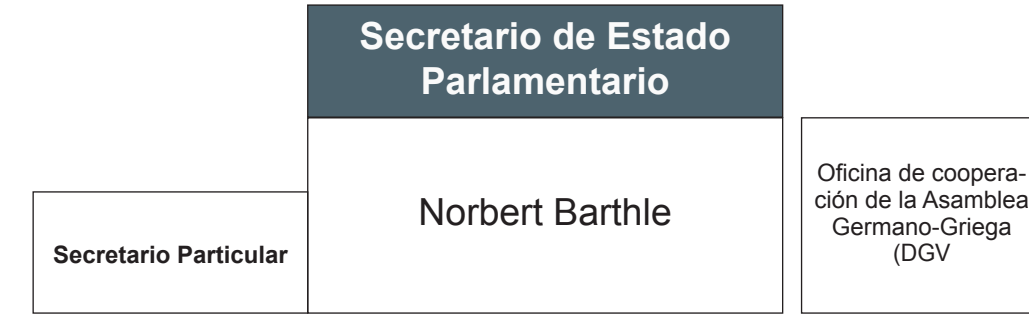 Secretario de Estado
Parlamentario
Norbert Barthle
Secretario Particular
Oficina de coopera-
ción de la Asamblea
Germano-Griega
(DGV